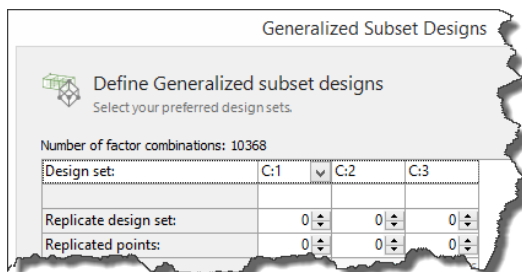 Generalized Subset Designs
Define Generalized subset designs
Select your preferred design sets.
Number of factor combinations: 10368
Design set: C:1 C:2 C:3
Replicate design set: 0 0 0
Replicated points: 0 0 0